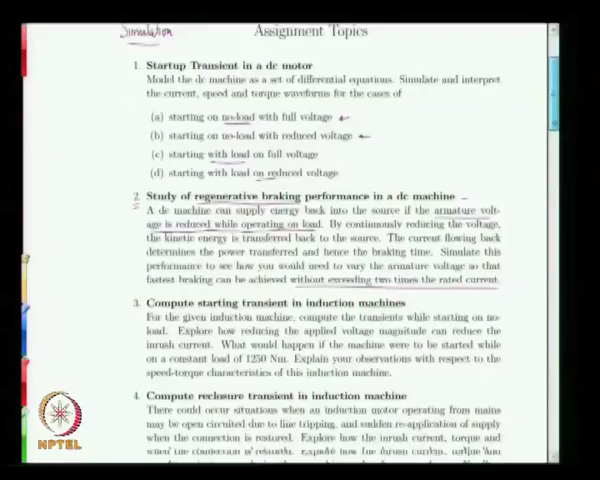 Simulation
Assignment Topics
1. Startup Transient in a dc motor
Model the dc machine as a set of differential equations. Simulate and interpret
the current, speed and torque waveforms for the cases of
(a) starting on no-load with full voltage
(b) starting on no-load with reduced voltage
(c) starting with load on full voltage
(d) starting with load on reduced voltage
2. Study of regenerative braking performance in a dc machine
A dc machine can supply energy back into the source if the armature volt-
age is reduced while operating on load. By continuously reducing the voltage,
the kinetic energy is transferred back to the source. The current flowing back
determines the power transferred and hence the braking time. Simulate this
performance to see how you would need to vary the armature voltage so that
fastest braking can be achieved without exceeding two times the rated current.
3. Compute starting transient in induction machines
For the given induction machine, compute the transients while starting on no-
load. Explore how reducing the applied voltage magnitude can reduce the
inrush current. What would happen if the machine were to be started while
on a constant load of 1250 Nm. Explain your observations with respect to the
speed-torque characteristics of this induction machine.
4. Compute reclosure transient in induction machine
There could occur situations when an induction motor operating from mains
may be open circuited due to line tripping, and sudden re-application of supply
when the connection is restored. Explore how the inrush current, torque and
NPTEL